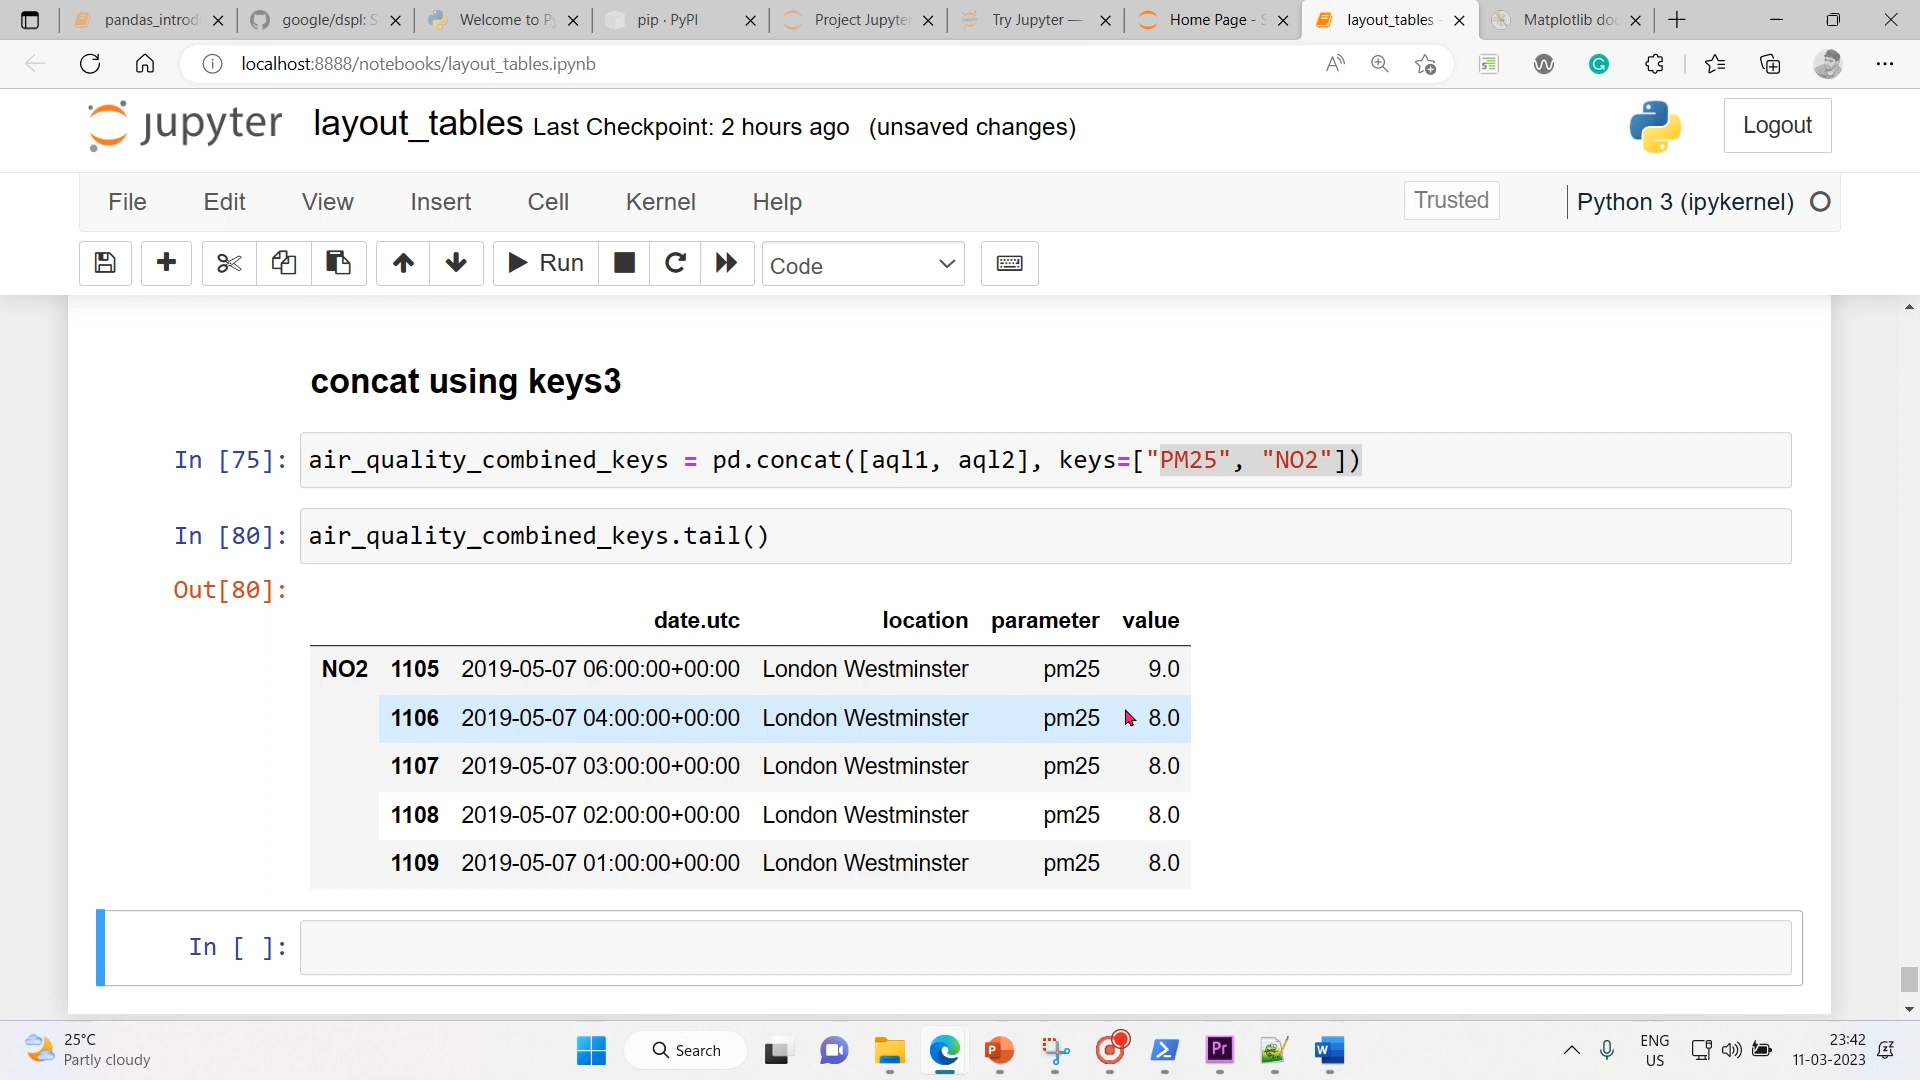 pandas_introd
google/dspl: S
Welcome to Py
pip · PyPI
Project Jupyte
Try Jupyter —
Home Page - S
layout_tables
Matplotlib doc
localhost:8888/notebooks/layout_tables.ipynb
jupyter layout_tables Last Checkpoint: 2 hours ago (unsaved changes)
Logout
File Edit View Insert Cell Kernel Help
Trusted
Python 3 (ipykernel)
Run
Code
concat using keys3
In [75]: air_quality_combined_keys = pd.concat([aql1, aql2], keys=["PM25", "NO2"])
In [80]: air_quality_combined_keys.tail()
Out[80]:
date.utc location parameter value
NO2 1105 2019-05-07 06:00:00+00:00 London Westminster pm25 9.0
1106 2019-05-07 04:00:00+00:00 London Westminster pm25 8.0
1107 2019-05-07 03:00:00+00:00 London Westminster pm25 8.0
1108 2019-05-07 02:00:00+00:00 London Westminster pm25 8.0
1109 2019-05-07 01:00:00+00:00 London Westminster pm25 8.0
In [ ]:
25°C
Partly cloudy
Search
Pr
ENG
US
23:42
11-03-2023